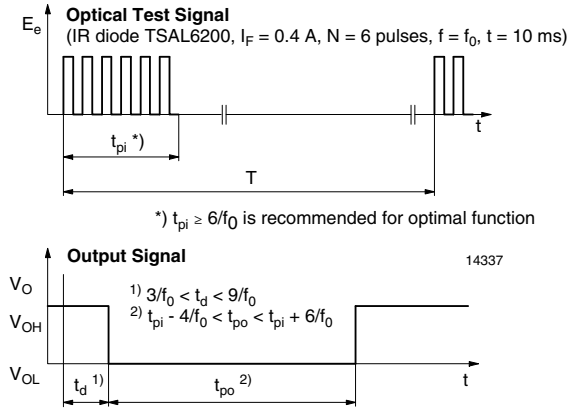 Optical Test Signal
E_e
(IR diode TSAL6200, I_F = 0.4 A, N = 6 pulses, f = f_0, t = 10 ms)
t
t_pi *)
T
*) t_pi ≥ 6/f_0 is recommended for optimal function
Output Signal
14337
V_O
V_OH
V_OL
1) 3/f_0 < t_d < 9/f_0
2) t_pi - 4/f_0 < t_po < t_pi + 6/f_0
t_d 1)
t_po 2)
t